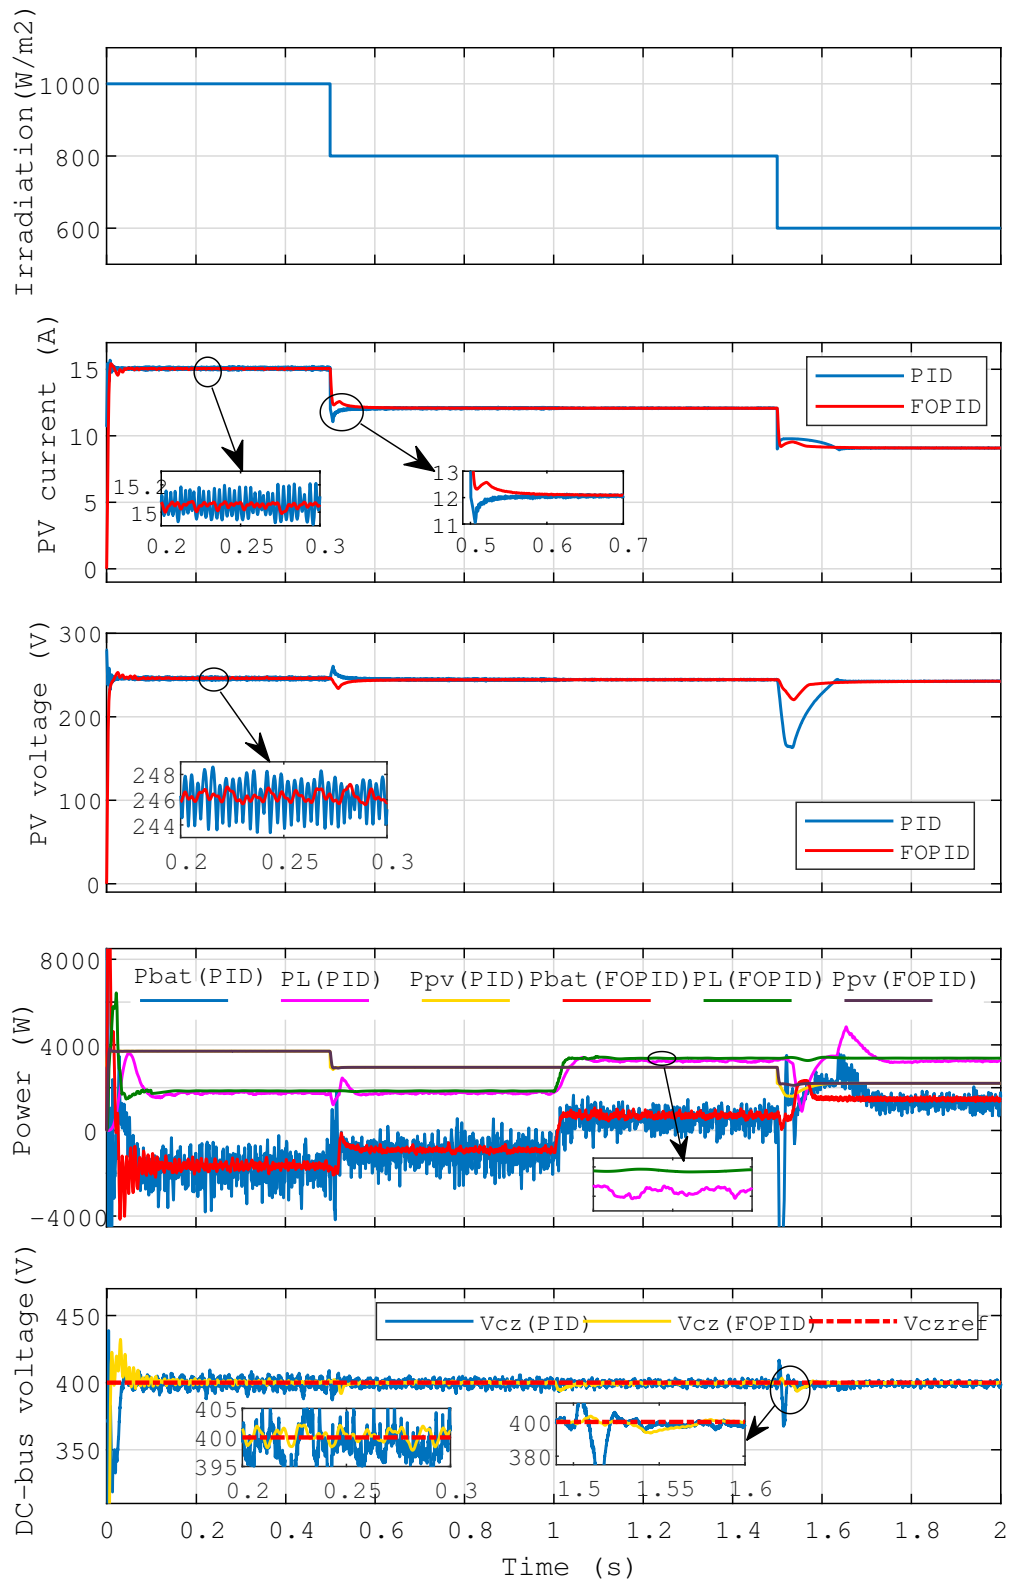 Irradiation(W/m2)
1000
800
600
PV current (A)
15
10
5
0
PID
FOPID
15.2
15
0.2 0.25 0.3
13
12
11
0.5 0.6 0.7
PV voltage (V)
300
200
100
0
248
246
244
0.2 0.25 0.3
PID
FOPID
Power (W)
8000
4000
0
-4000
Pbat(PID) PL(PID) Ppv(PID) Pbat(FOPID) PL(FOPID) Ppv(FOPID)
DC-bus voltage(V)
450
400
350
Vcz(PID) Vcz(FOPID) Vczref
405
400
395
0.2 0.25 0.3
400
380
1.5 1.55 1.6
0 0.2 0.4 0.6 0.8 1 1.2 1.4 1.6 1.8 2
Time (s)